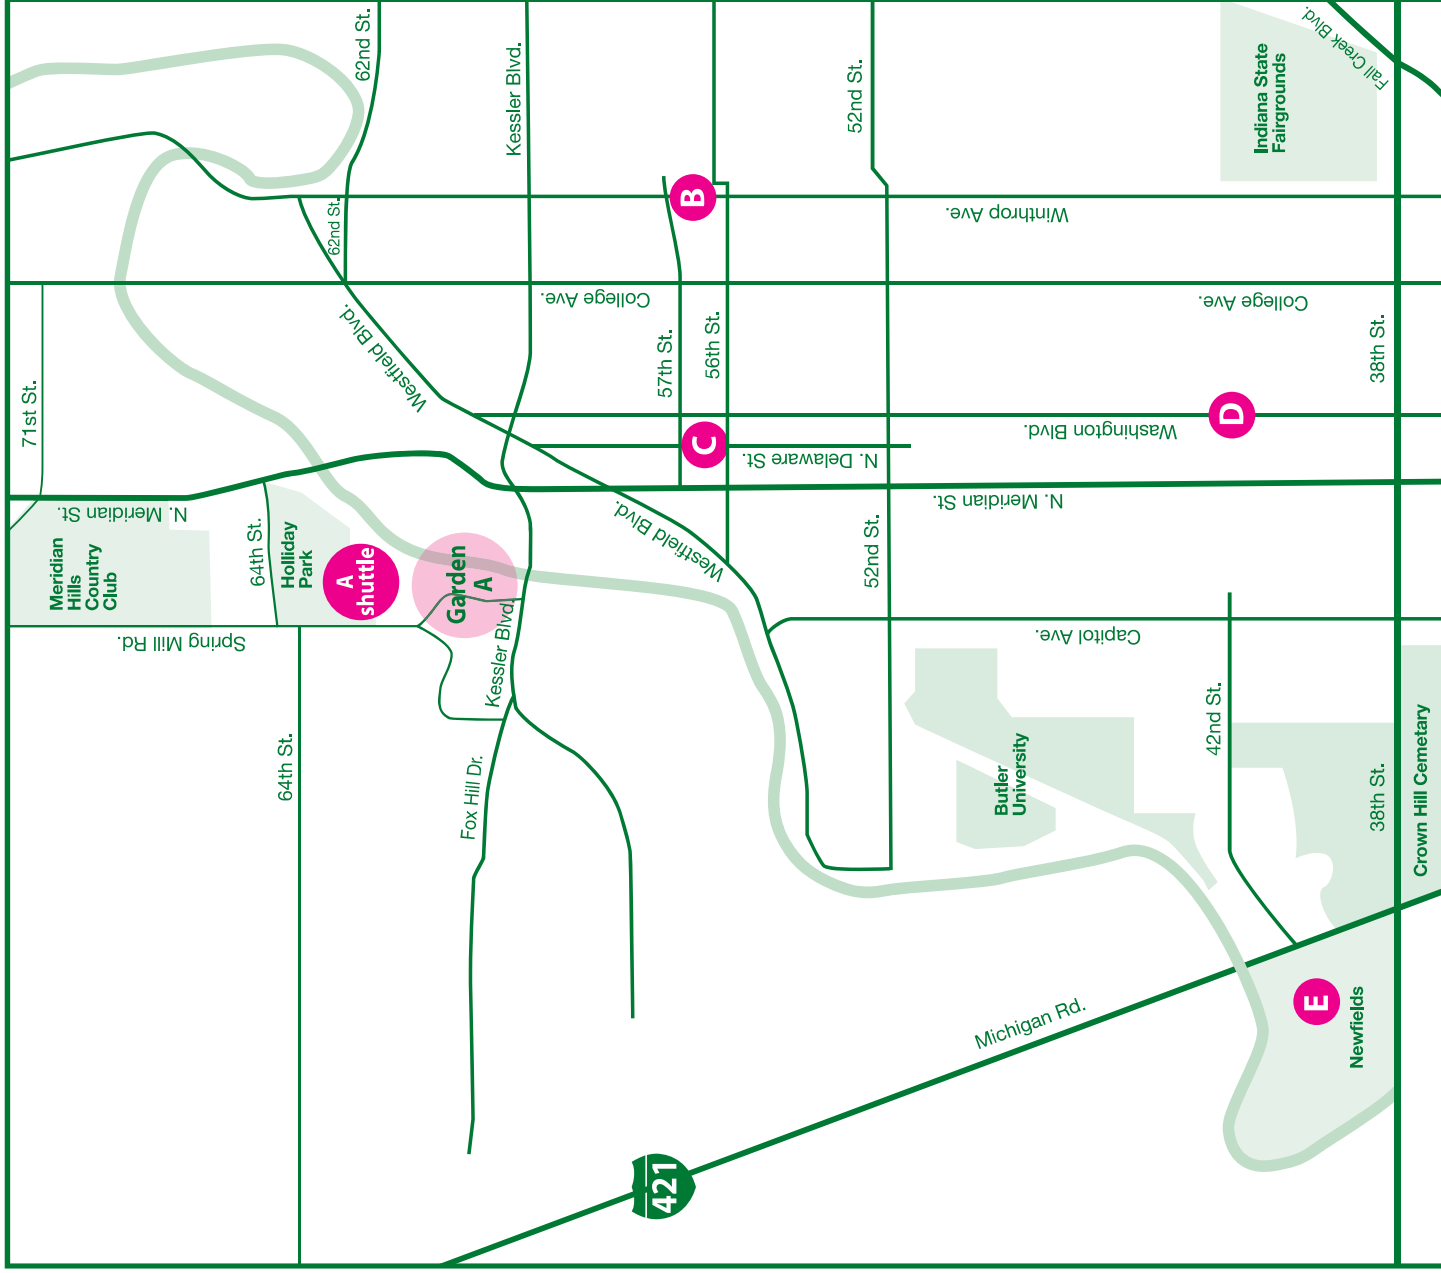 62nd St.
Kessler Blvd.
52nd St.
Indiana State
Fairgrounds
Fall Creek Blvd.
62nd St.
B
Winthrop Ave.
College Ave.
College Ave.
Westfield Blvd.
71st St.
57th St.
56th St.
38th St.
D
Washington Blvd.
C
N. Delaware St.
N. Meridian St.
N. Meridian St.
Westfield Blvd.
52nd St.
Meridian
Hills
Country
Club
64th St.
Holliday
Park
A
shuttle
Garden
A
Kessler Blvd.
Spring Mill Rd.
Capitol Ave.
64th St.
Fox Hill Dr.
Butler
University
42nd St.
38th St.
Crown Hill Cemetary
Michigan Rd.
E
Newfields
421